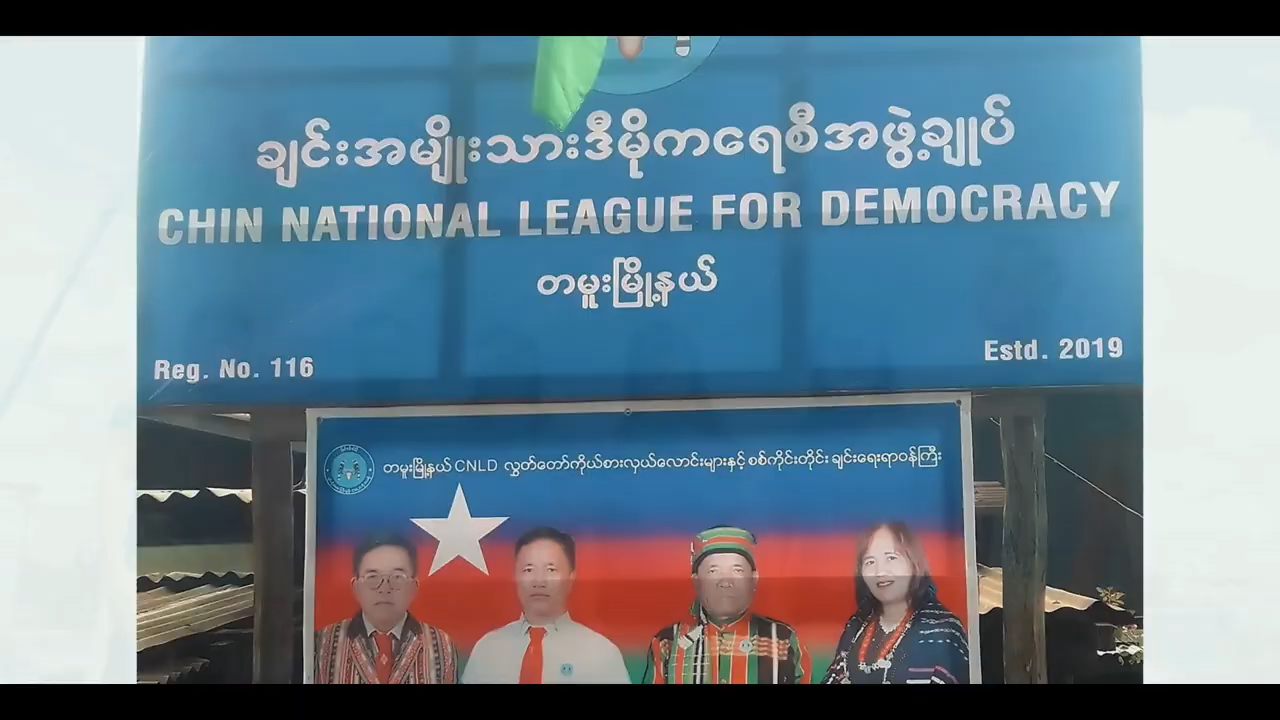 ချင်းအမျိုးသားဒီမိုကရေစီအဖွဲ့ချုပ်
CHIN NATIONAL LEAGUE FOR DEMOCRACY
တမူးမြို့နယ်
Reg. No. 116
Estd. 2019
တမူးမြို့နယ် CNLD လွှတ်တော်ကိုယ်စားလှယ်လောင်းများနှင့် စစ်ကိုင်းတိုင်း ချင်းရေးရာဝန်ကြီး